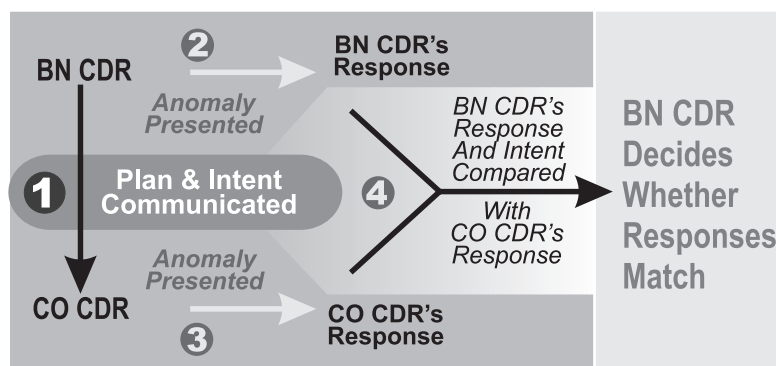 BN CDR
2
Anomaly
Presented
BN CDR's
Response
1
Plan & Intent
Communicated
4
BN CDR's
Response
And Intent
Compared
With
CO CDR's
Response
CO CDR
Anomaly
Presented
3
CO CDR's
Response
BN CDR
Decides
Whether
Responses
Match